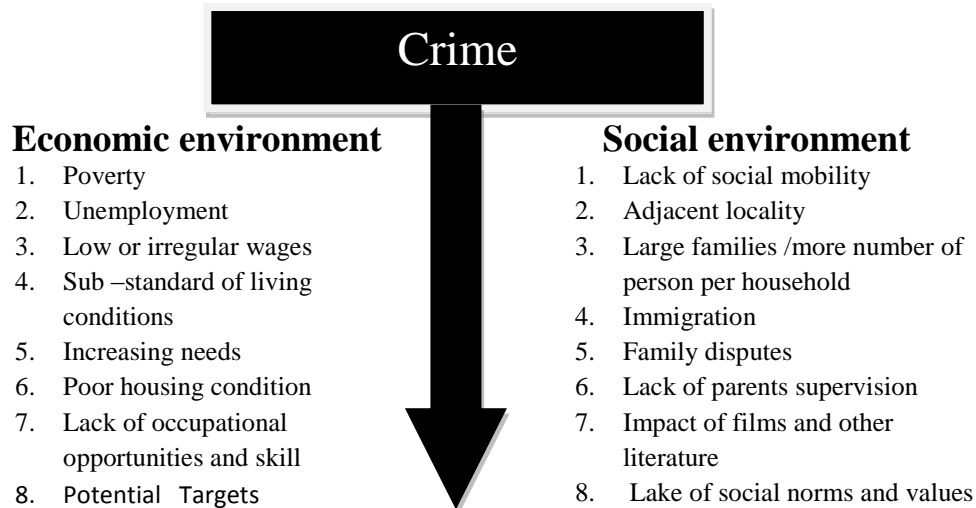 Crime
Economic environment
1. Poverty
2. Unemployment
3. Low or irregular wages
4. Sub –standard of living
conditions
5. Increasing needs
6. Poor housing condition
7. Lack of occupational
opportunities and skill
8. Potential Targets
Social environment
1. Lack of social mobility
2. Adjacent locality
3. Large families /more number of
person per household
4. Immigration
5. Family disputes
6. Lack of parents supervision
7. Impact of films and other
literature
8. Lake of social norms and values